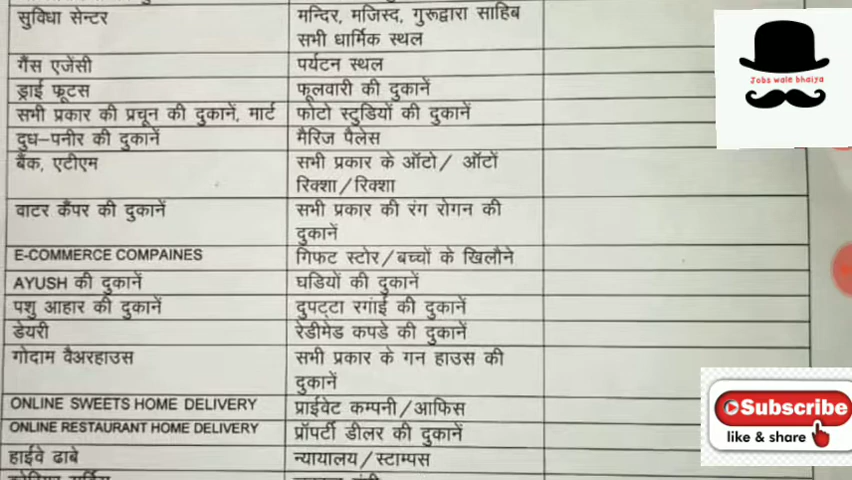 सुविधा सेन्टर
मन्दिर, मजिस्द, गुरूद्वारा साहिब
सभी धार्मिक स्थल
गैंस एजेंसी
पर्यटन स्थल
ड्राई फ्रूटस
फूलवारी की दुकानें
सभी प्रकार की प्रचून की दुकानें, मार्ट
फोटो स्टुडियों की दुकानें
दुध-पनीर की दुकानें
मैरिज पैलेस
बैंक, एटीएम
सभी प्रकार के ऑटो/ ऑटों
रिक्शा/रिक्शा
वाटर कैंपर की दुकानें
सभी प्रकार की रंग रोगन की
दुकानें
E-COMMERCE COMPAINES
गिफट स्टोर/बच्चों के खिलौने
AYUSH की दुकानें
घडियों की दुकानें
पशु आहार की दुकानें
दुपट्टा रगांई की दुकानें
डेयरी
रेडीमेड कपडे की दुकानें
गोदाम वैअरहाउस
सभी प्रकार के गन हाउस की
दुकानें
ONLINE SWEETS HOME DELIVERY
प्राईवेट कम्पनी/आफिस
ONLINE RESTAURANT HOME DELIVERY
प्रॉपर्टी डीलर की दुकानें
हाईवे ढाबे
न्यायालय/स्टाम्पस
Jobs wale bhaiya
Subscribe
like & share